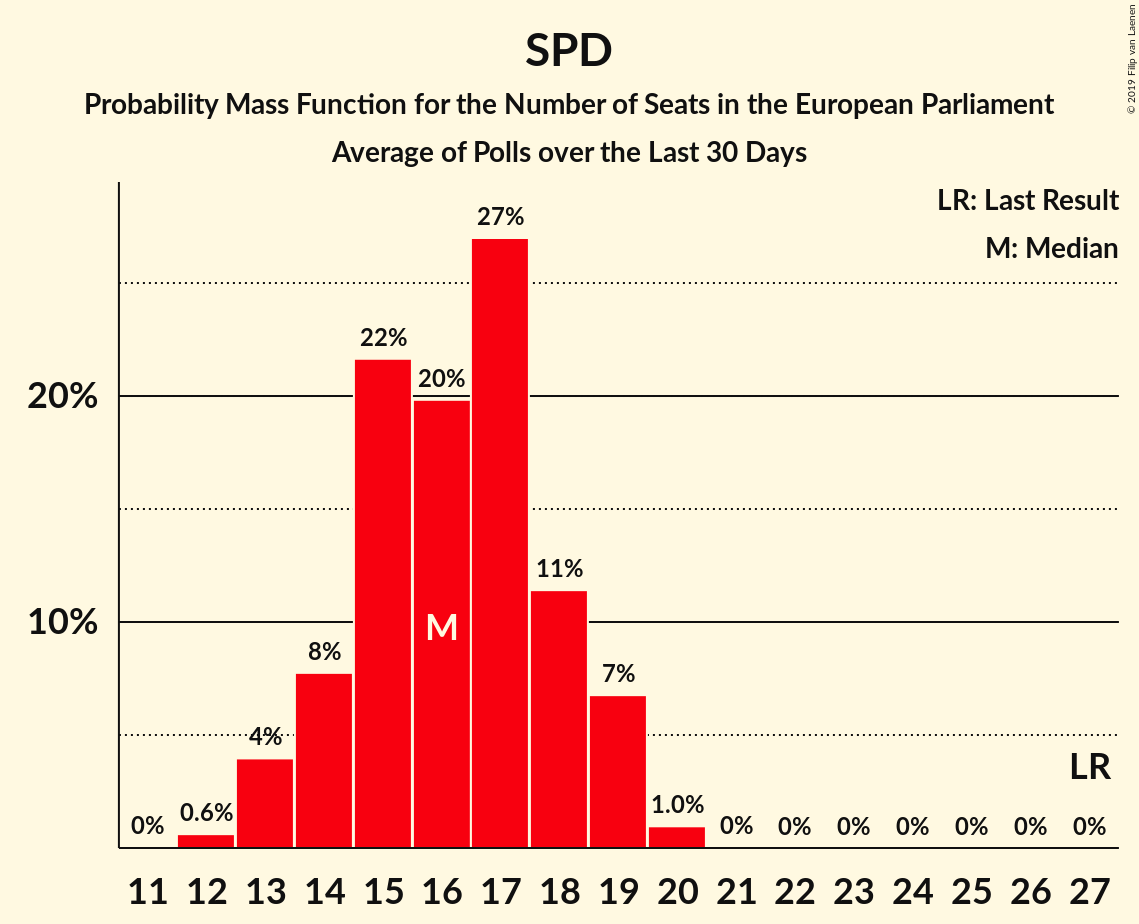 SPD
Probability Mass Function for the Number of Seats in the European Parliament
Average of Polls over the Last 30 Days
© 2019 Filip van Laenen
LR: Last Result
M: Median
27%
22%
20%
20%
11%
10%
M
8%
7%
4%
LR
0% 0.6% 1.0% 0% 0% 0% 0% 0% 0% 0%
11 12 13 14 15 16 17 18 19 20 21 22 23 24 25 26 27